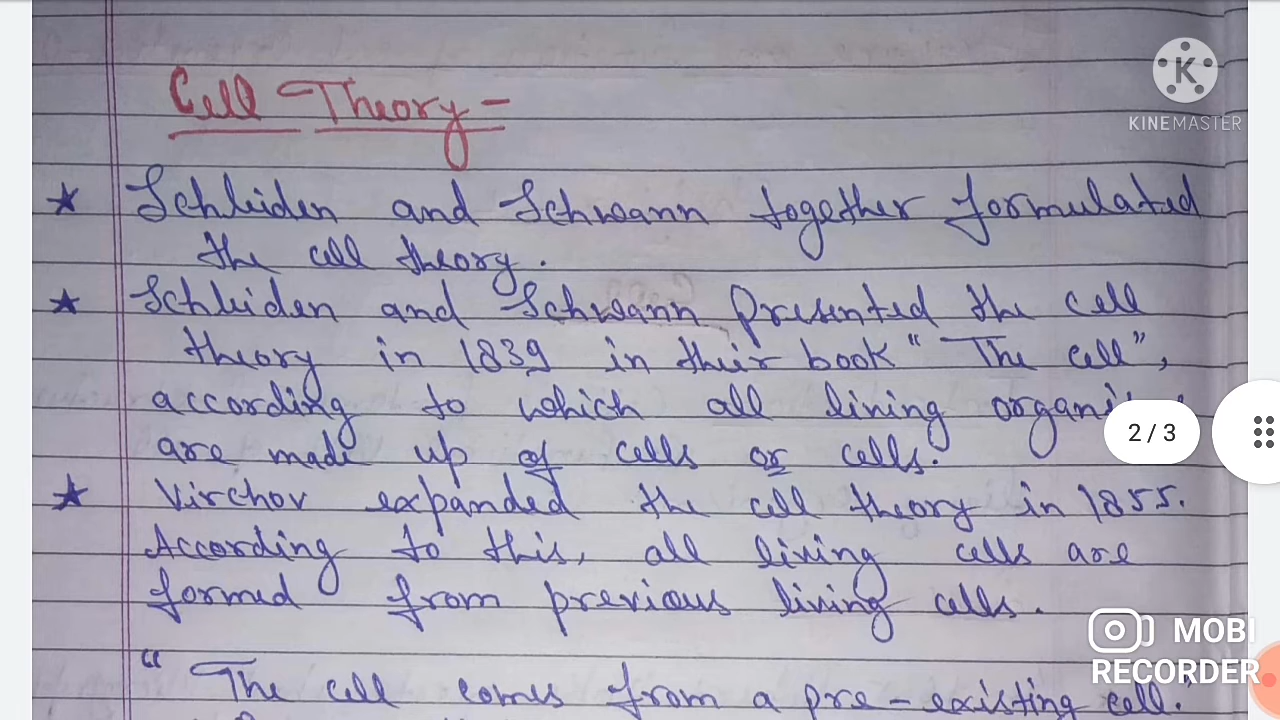 Cell Theory -
K
KINEMASTER
★ Schleiden and Schwann together formulated
the cell theory.
★ Schleiden and Schwann Presented the cell
theory in 1839 in their book "The cell",
according to which all living
are made up of cells or cells.
2 / 3
★ Virchov expanded the cell theory in 1855.
According to this, all living cells are
formed from previous living cells.
MOBI
RECORDER
"The cell comes from a pre-existing cell."